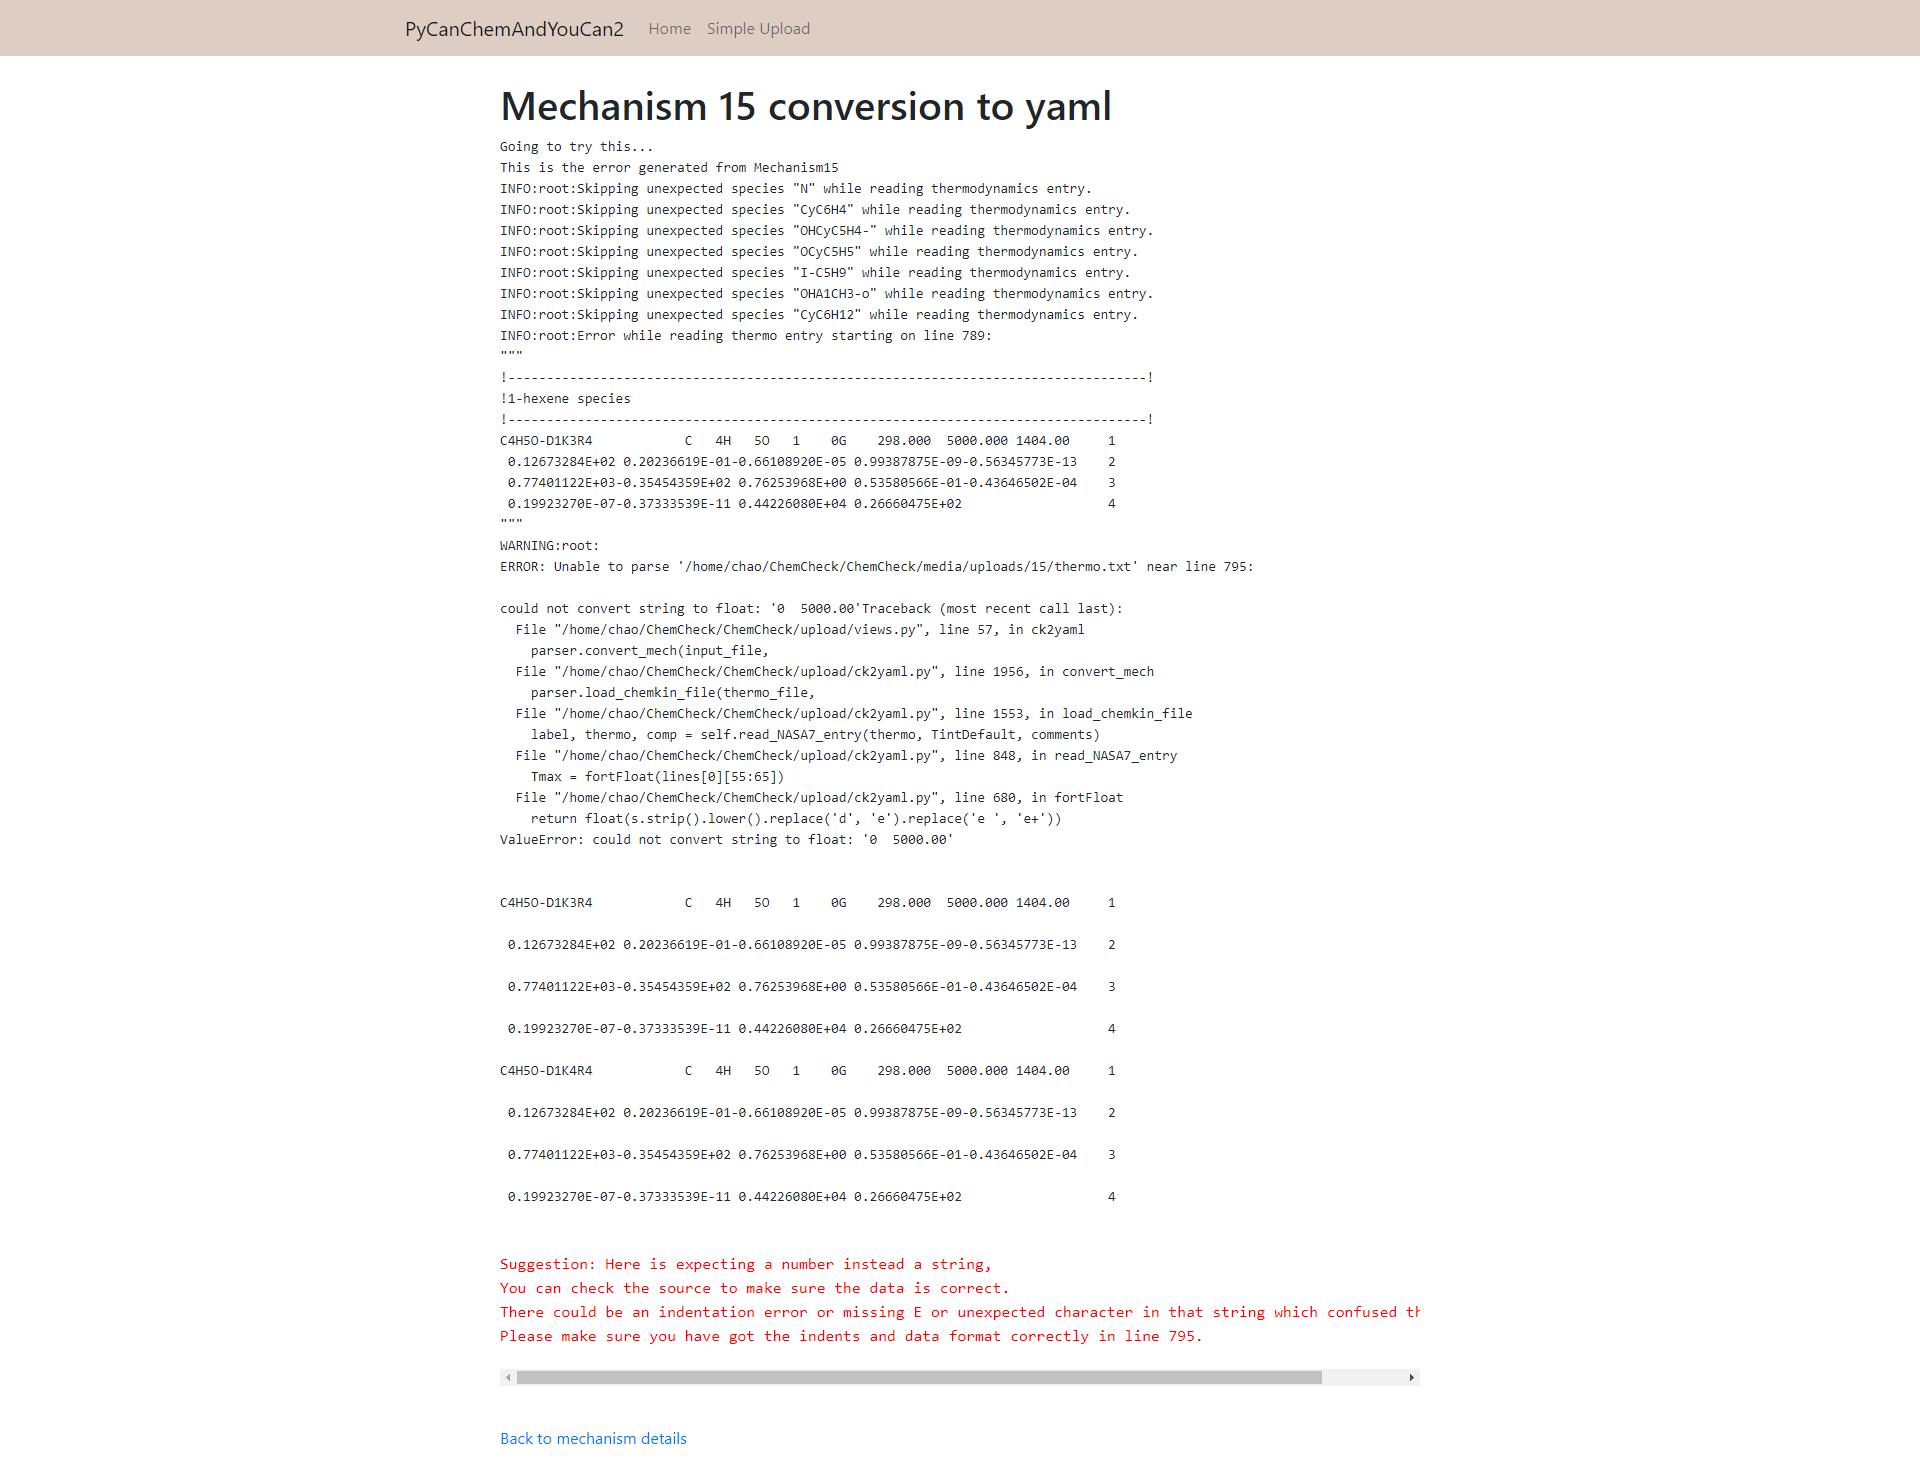 PyCanChemAndYouCan2 Home Simple Upload
Mechanism 15 conversion to yaml
Going to try this...
This is the error generated from Mechanism15
INFO:root:Skipping unexpected species "N" while reading thermodynamics entry.
INFO:root:Skipping unexpected species "CyC6H4" while reading thermodynamics entry.
INFO:root:Skipping unexpected species "OHCyC5H4-" while reading thermodynamics entry.
INFO:root:Skipping unexpected species "OCyC5H5" while reading thermodynamics entry.
INFO:root:Skipping unexpected species "I-C5H9" while reading thermodynamics entry.
INFO:root:Skipping unexpected species "OHA1CH3-o" while reading thermodynamics entry.
INFO:root:Skipping unexpected species "CyC6H12" while reading thermodynamics entry.
INFO:root:Error while reading thermo entry starting on line 789:
"""
!-----------------------------------------------------------------------------------!
!1-hexene species
!-----------------------------------------------------------------------------------!
C4H5O-D1K3R4            C   4H   5O   1    0G    298.000  5000.000 1404.00     1
 0.12673284E+02 0.20236619E-01-0.66108920E-05 0.99387875E-09-0.56345773E-13    2
 0.77401122E+03-0.35454359E+02 0.76253968E+00 0.53580566E-01-0.43646502E-04    3
 0.19923270E-07-0.37333539E-11 0.44226080E+04 0.26660475E+02                   4
"""
WARNING:root:
ERROR: Unable to parse '/home/chao/ChemCheck/ChemCheck/media/uploads/15/thermo.txt' near line 795:
could not convert string to float: '0  5000.00'Traceback (most recent call last):
  File "/home/chao/ChemCheck/ChemCheck/upload/views.py", line 57, in ck2yaml
    parser.convert_mech(input_file,
  File "/home/chao/ChemCheck/ChemCheck/upload/ck2yaml.py", line 1956, in convert_mech
    parser.load_chemkin_file(thermo_file,
  File "/home/chao/ChemCheck/ChemCheck/upload/ck2yaml.py", line 1553, in load_chemkin_file
    label, thermo, comp = self.read_NASA7_entry(thermo, TintDefault, comments)
  File "/home/chao/ChemCheck/ChemCheck/upload/ck2yaml.py", line 848, in read_NASA7_entry
    Tmax = fortFloat(lines[0][55:65])
  File "/home/chao/ChemCheck/ChemCheck/upload/ck2yaml.py", line 680, in fortFloat
    return float(s.strip().lower().replace('d', 'e').replace('e ', 'e+'))
ValueError: could not convert string to float: '0  5000.00'
C4H5O-D1K3R4            C   4H   5O   1    0G    298.000  5000.000 1404.00     1
 0.12673284E+02 0.20236619E-01-0.66108920E-05 0.99387875E-09-0.56345773E-13    2
 0.77401122E+03-0.35454359E+02 0.76253968E+00 0.53580566E-01-0.43646502E-04    3
 0.19923270E-07-0.37333539E-11 0.44226080E+04 0.26660475E+02                   4
C4H5O-D1K4R4            C   4H   5O   1    0G    298.000  5000.000 1404.00     1
 0.12673284E+02 0.20236619E-01-0.66108920E-05 0.99387875E-09-0.56345773E-13    2
 0.77401122E+03-0.35454359E+02 0.76253968E+00 0.53580566E-01-0.43646502E-04    3
 0.19923270E-07-0.37333539E-11 0.44226080E+04 0.26660475E+02                   4
Suggestion: Here is expecting a number instead a string,
You can check the source to make sure the data is correct.
There could be an indentation error or missing E or unexpected character in that string which confused
Please make sure you have got the indents and data format correctly in line 795.
Back to mechanism details